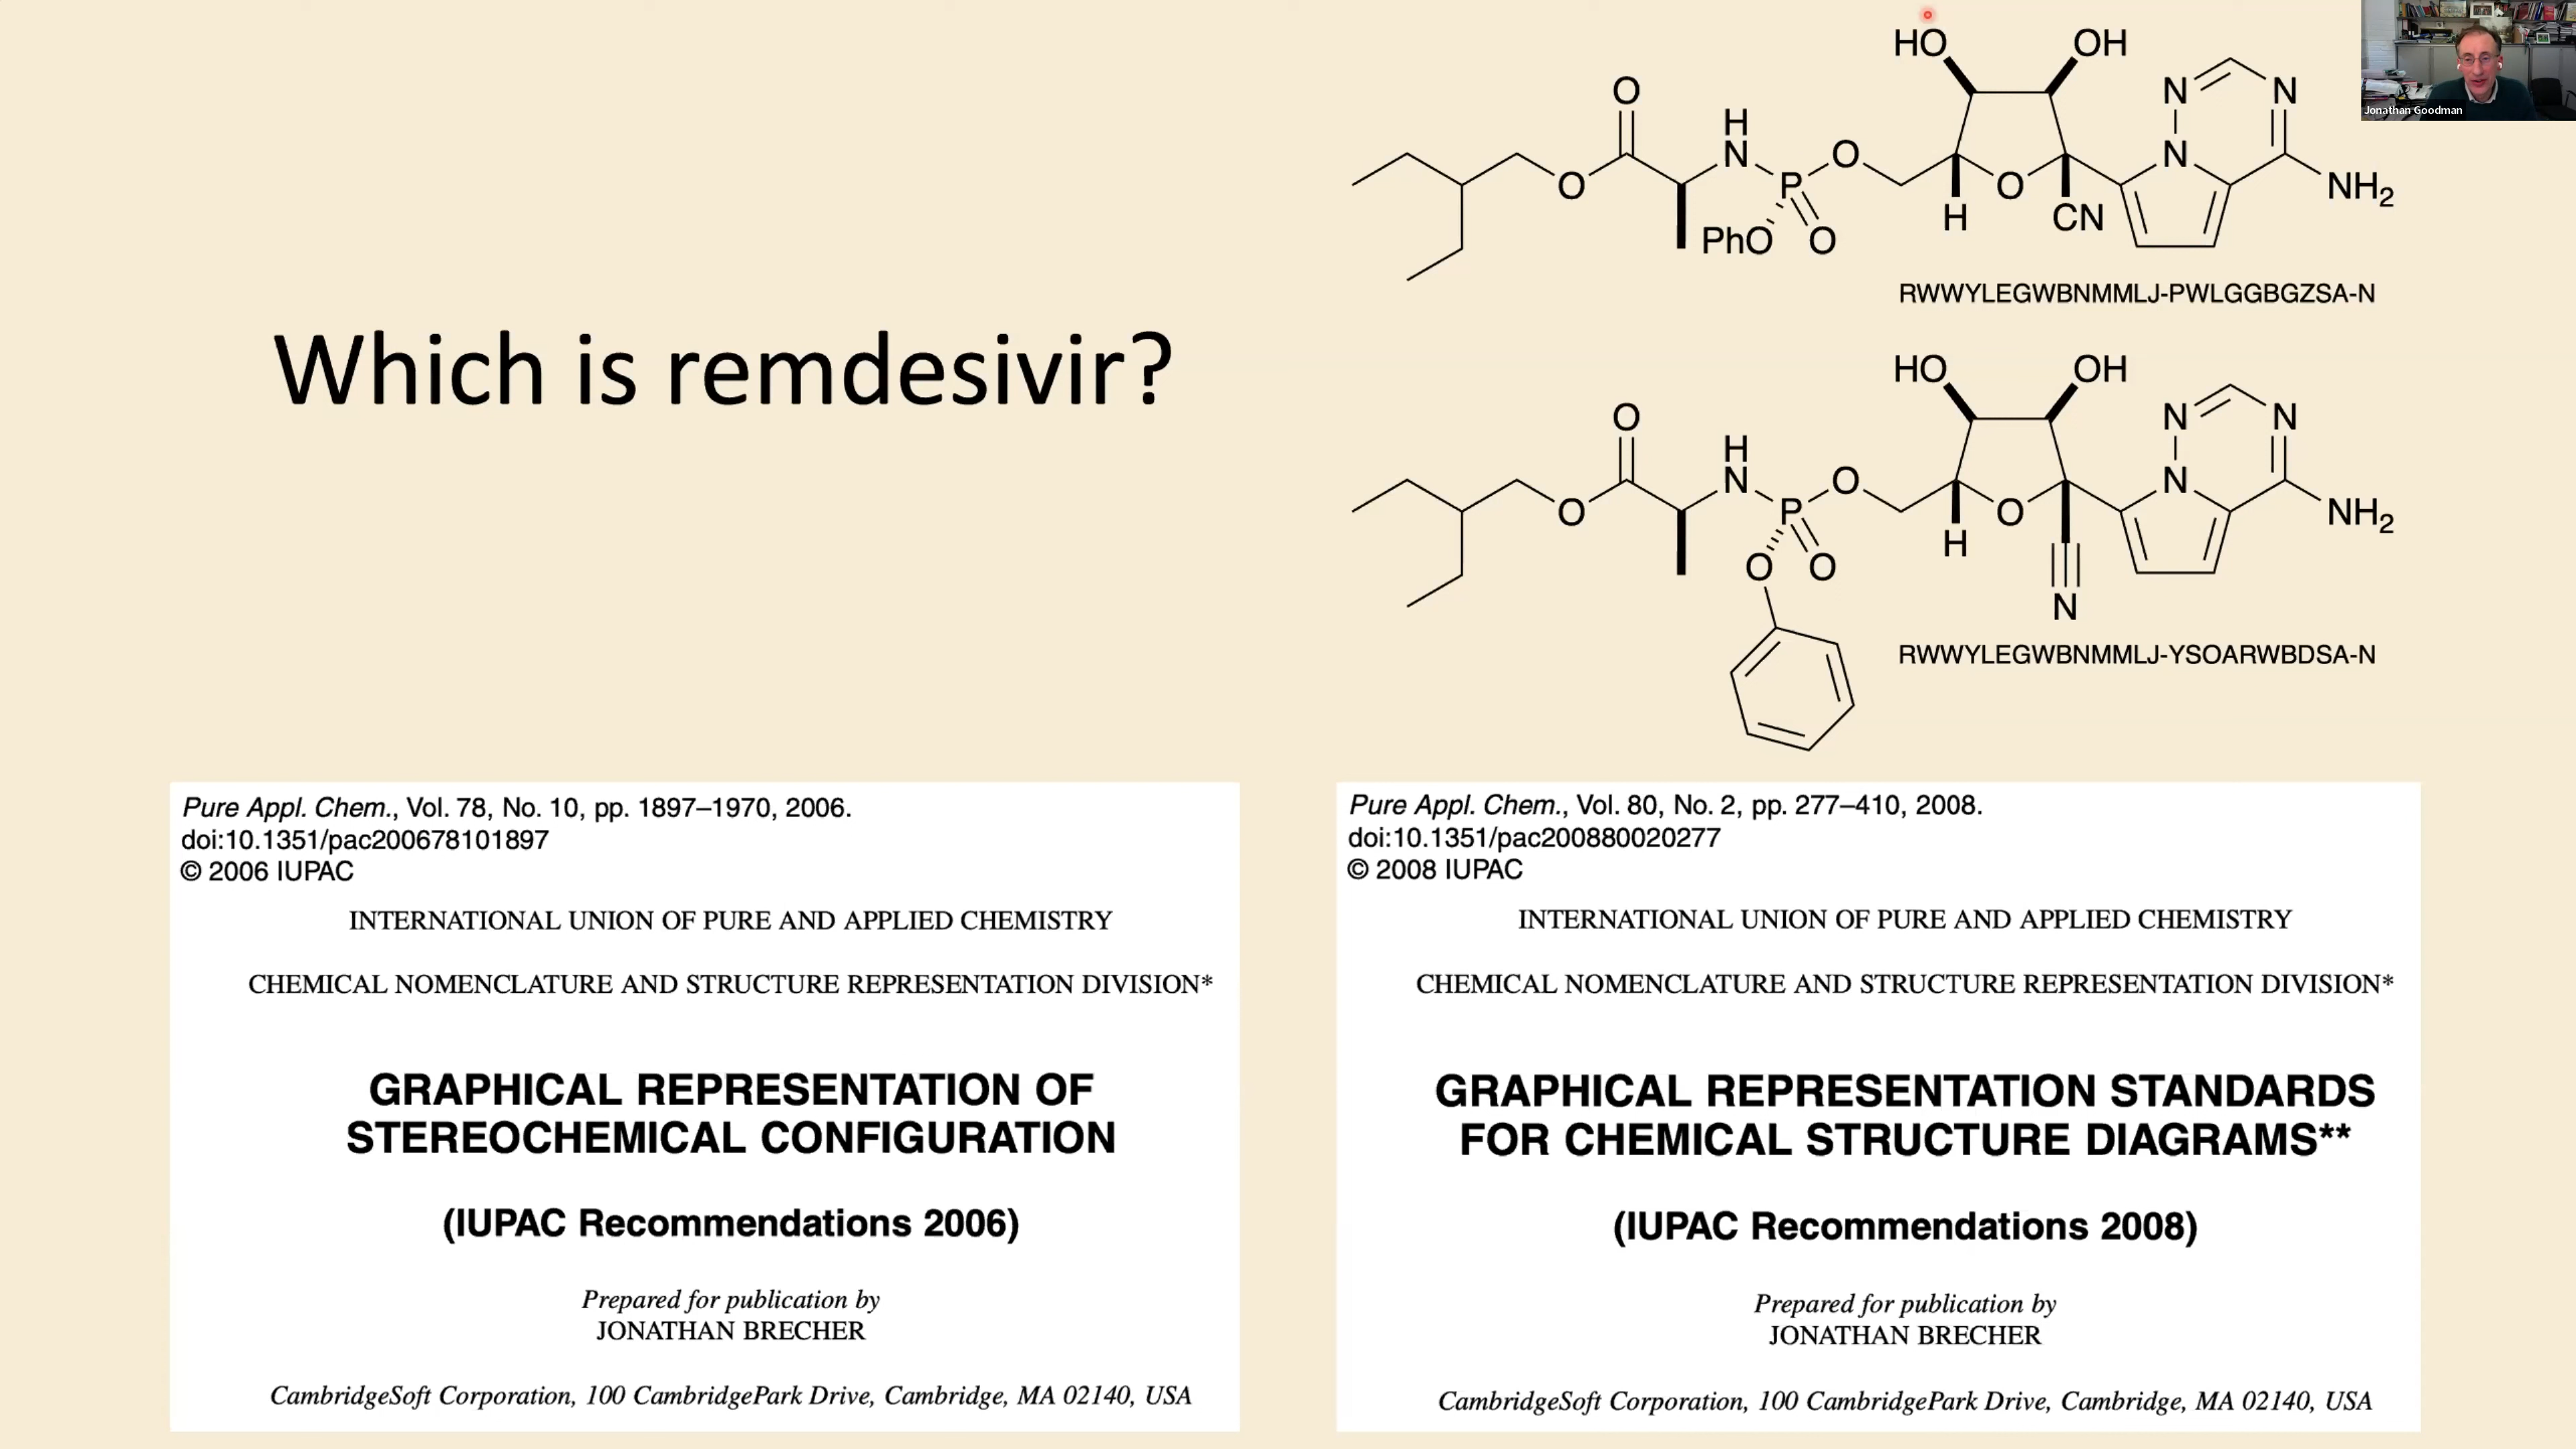 Which is remdesivir?
HO
OH
O
H
N
O
N
N
N
O
P
O
NH2
PhO
O
H
CN
RWWYLEGWBNMMLJ-PWLGGBGZSA-N
Jonathan Goodman
HO
OH
O
H
N
O
N
N
N
O
P
O
NH2
O
O
H
N
RWWYLEGWBNMMLJ-YSOARWBDSA-N
Pure Appl. Chem., Vol. 78, No. 10, pp. 1897–1970, 2006.
doi:10.1351/pac200678101897
© 2006 IUPAC
INTERNATIONAL UNION OF PURE AND APPLIED CHEMISTRY
CHEMICAL NOMENCLATURE AND STRUCTURE REPRESENTATION DIVISION*
GRAPHICAL REPRESENTATION OF
STEREOCHEMICAL CONFIGURATION
(IUPAC Recommendations 2006)
Prepared for publication by
JONATHAN BRECHER
CambridgeSoft Corporation, 100 CambridgePark Drive, Cambridge, MA 02140, USA
Pure Appl. Chem., Vol. 80, No. 2, pp. 277–410, 2008.
doi:10.1351/pac200880020277
© 2008 IUPAC
INTERNATIONAL UNION OF PURE AND APPLIED CHEMISTRY
CHEMICAL NOMENCLATURE AND STRUCTURE REPRESENTATION DIVISION*
GRAPHICAL REPRESENTATION STANDARDS
FOR CHEMICAL STRUCTURE DIAGRAMS**
(IUPAC Recommendations 2008)
Prepared for publication by
JONATHAN BRECHER
CambridgeSoft Corporation, 100 CambridgePark Drive, Cambridge, MA 02140, USA